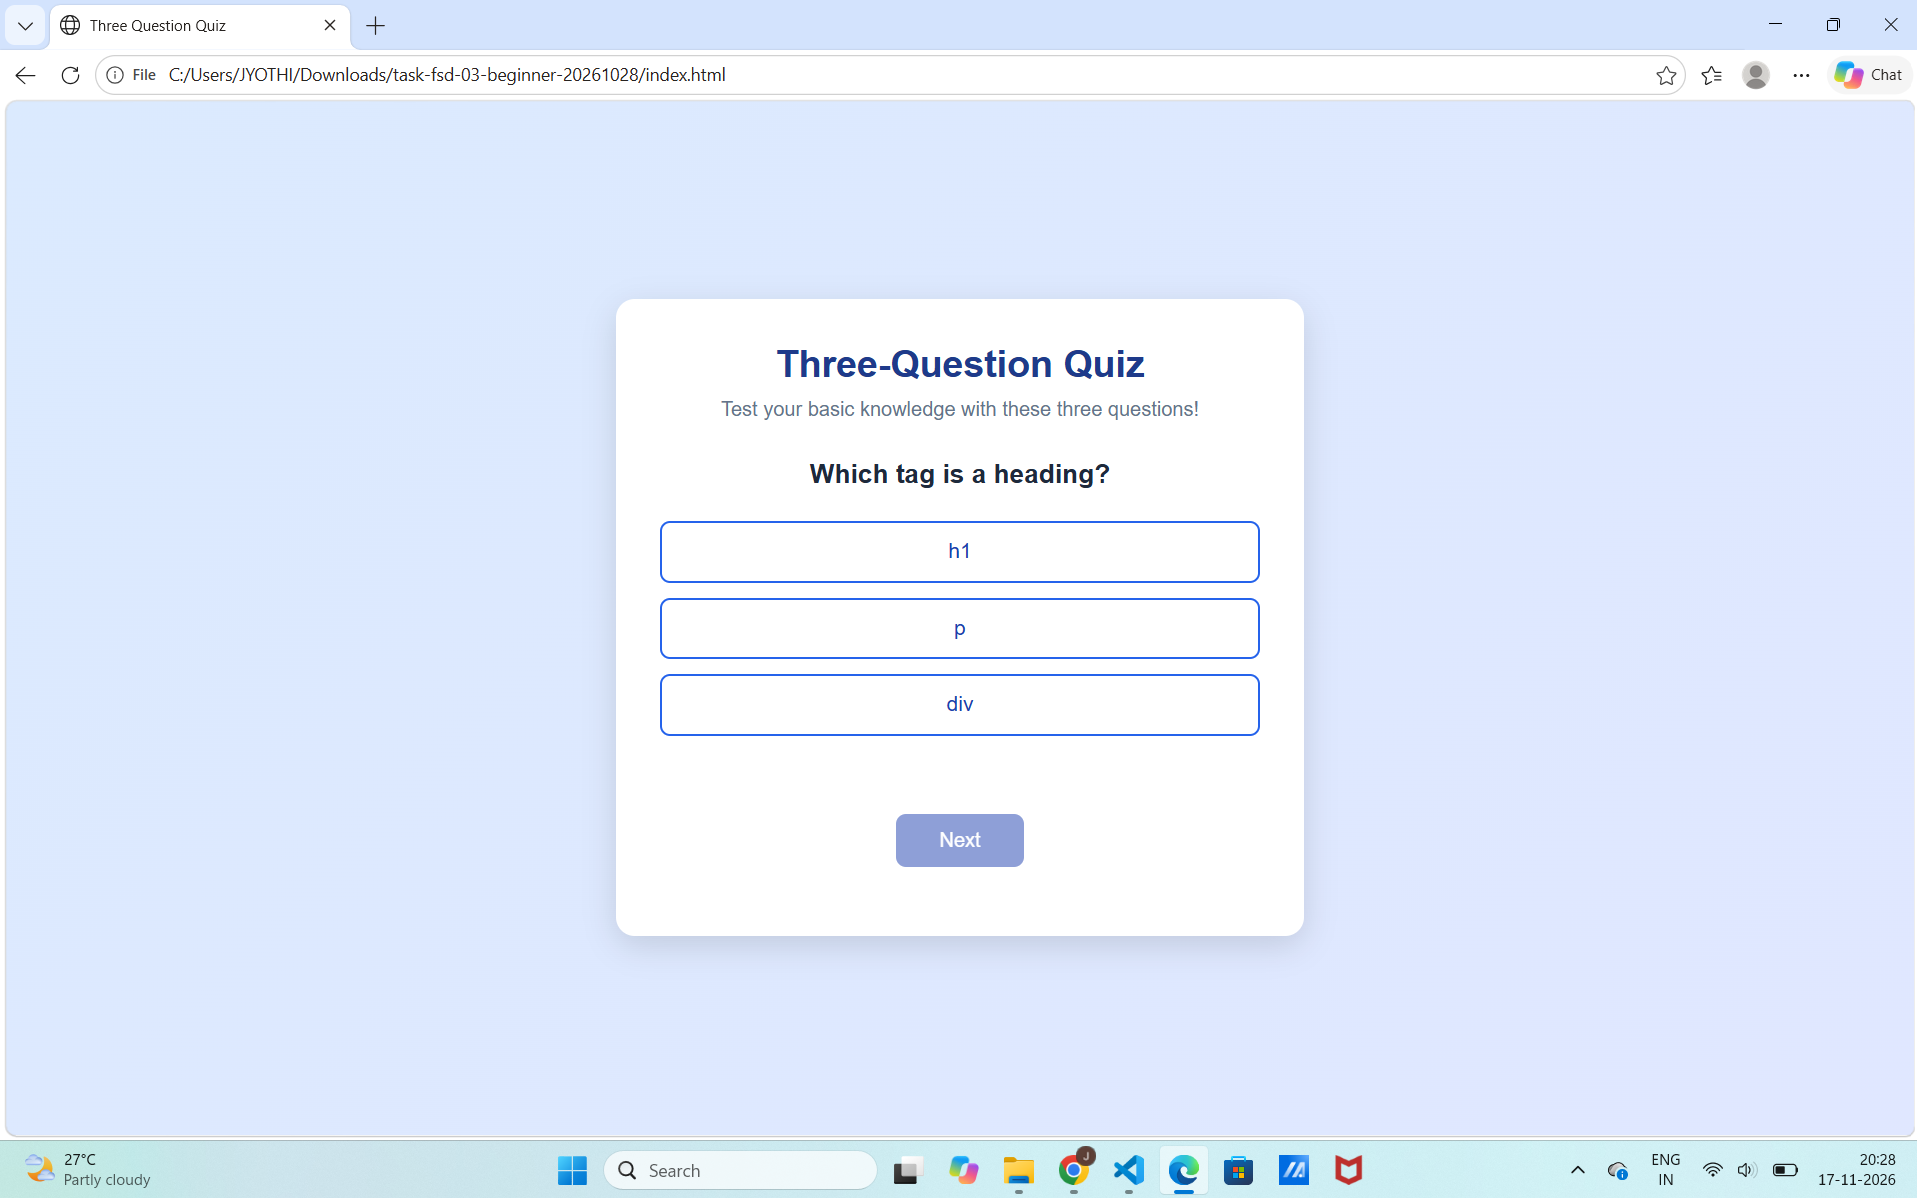 Three Question Quiz
File C:/Users/JYOTHI/Downloads/task-fsd-03-beginner-20261028/index.html
Chat
Three-Question Quiz
Test your basic knowledge with these three questions!
Which tag is a heading?
h1
p
div
Next
27°C
Partly cloudy
Search
J
ENG
IN
20:28
17-11-2026